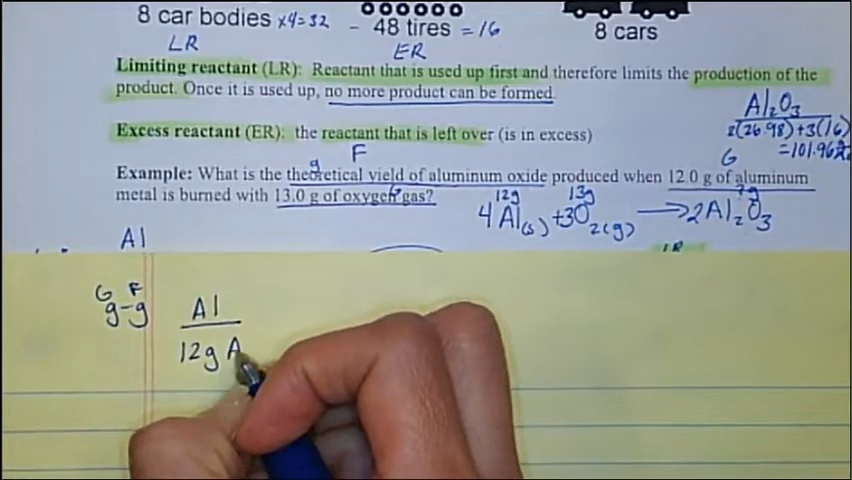 8 car bodies ×4=32 - 48 tires = 16 8 cars
LR ER
Limiting reactant (LR): Reactant that is used up first and therefore limits the production of the
product. Once it is used up, no more product can be formed.
Al₂O₃
2(26.98)+3(16)
=101.96
Excess reactant (ER): the reactant that is left over (is in excess)
g F G
Example: What is the theoretical yield of aluminum oxide produced when 12.0 g of aluminum
metal is burned with 13.0 g of oxygen gas?
12g 13g ?g
4Al(s)+3O₂(g) → 2Al₂O₃
Al
LR
G F
g-g
Al
12g A